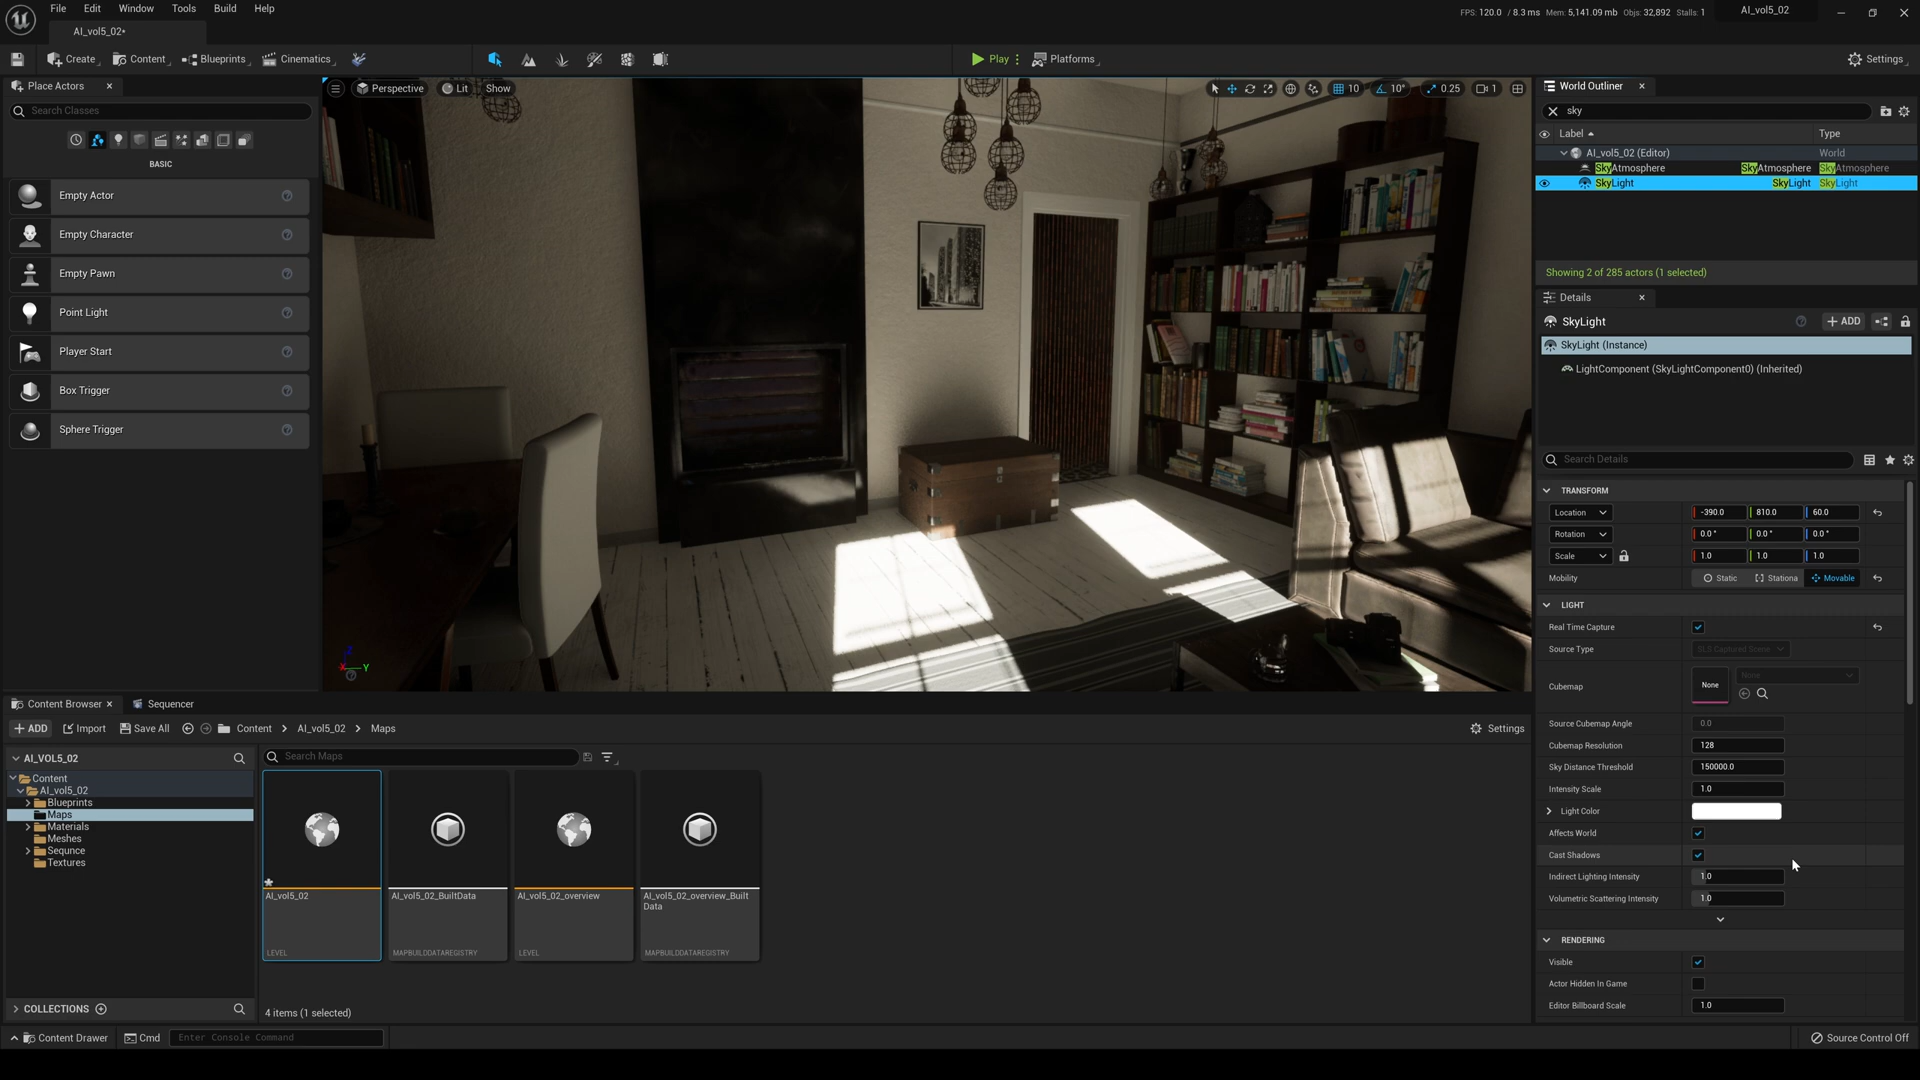 File Edit Window Tools Build Help
FPS: 120.0 / 8.3 ms Mem: 5,141.09 mb Objs: 32,892 Stalls: 1
AI_vol5_02
AI_vol5_02*
Create Content Blueprints Cinematics Play Platforms Settings
Place Actors
Search Classes
BASIC
Empty Actor
Empty Character
Empty Pawn
Point Light
Player Start
Box Trigger
Sphere Trigger
Perspective Lit Show
10 10° 0.25 1
Z
X Y
World Outliner
sky
Label Type
AI_vol5_02 (Editor) World
SkyAtmosphere SkyAtmosphere SkyAtmosphere
SkyLight SkyLight SkyLight
Showing 2 of 285 actors (1 selected)
Details
SkyLight ADD
SkyLight (Instance)
LightComponent (SkyLightComponent0) (Inherited)
Search Details
TRANSFORM
Location -390.0 810.0 60.0
Rotation 0.0 ° 0.0 ° 0.0 °
Scale 1.0 1.0 1.0
Mobility Static Stationa Movable
LIGHT
Real Time Capture
Source Type SLS Captured Scene
Cubemap None None
Source Cubemap Angle 0.0
Cubemap Resolution 128
Sky Distance Threshold 150000.0
Intensity Scale 1.0
Light Color
Affects World
Cast Shadows
Indirect Lighting Intensity 1.0
Volumetric Scattering Intensity 1.0
RENDERING
Visible
Actor Hidden In Game
Editor Billboard Scale 1.0
Content Browser Sequencer
ADD Import Save All Content AI_vol5_02 Maps Settings
AI_VOL5_02
Content
AI_vol5_02
Blueprints
Maps
Materials
Meshes
Sequnce
Textures
COLLECTIONS
Search Maps
AI_vol5_02
LEVEL
AI_vol5_02_BuiltData
MAPBUILDDATAREGISTRY
AI_vol5_02_overview
LEVEL
AI_vol5_02_overview_Built
Data
MAPBUILDDATAREGISTRY
4 items (1 selected)
Content Drawer Cmd Enter Console Command Source Control Off